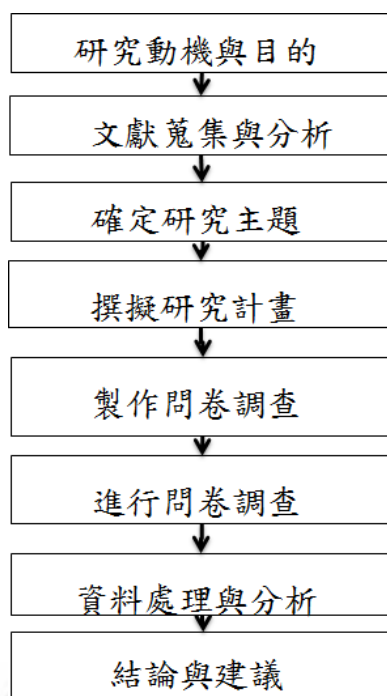 研究動機與目的
文獻蒐集與分析
確定研究主題
撰擬研究計畫
製作問卷調查
進行問卷調查
資料處理與分析
結論與建議